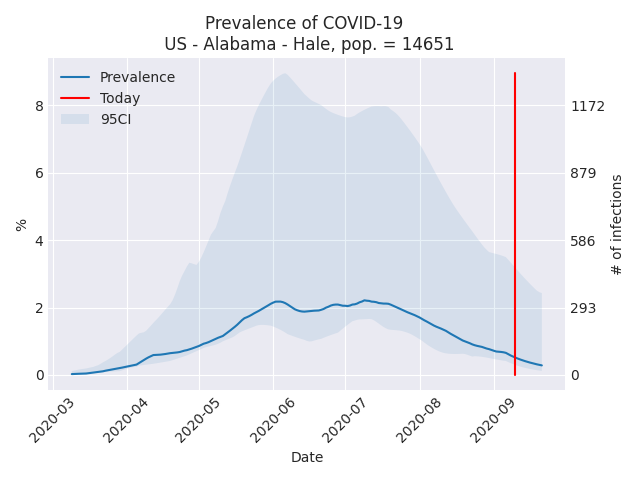 Prevalence of COVID-19
US - Alabama - Hale, pop. = 14651
Prevalence
Today
95CI
8
6
4
2
0
%
1172
879
586
293
0
# of infections
2020-03
2020-04
2020-05
2020-06
2020-07
2020-08
2020-09
Date